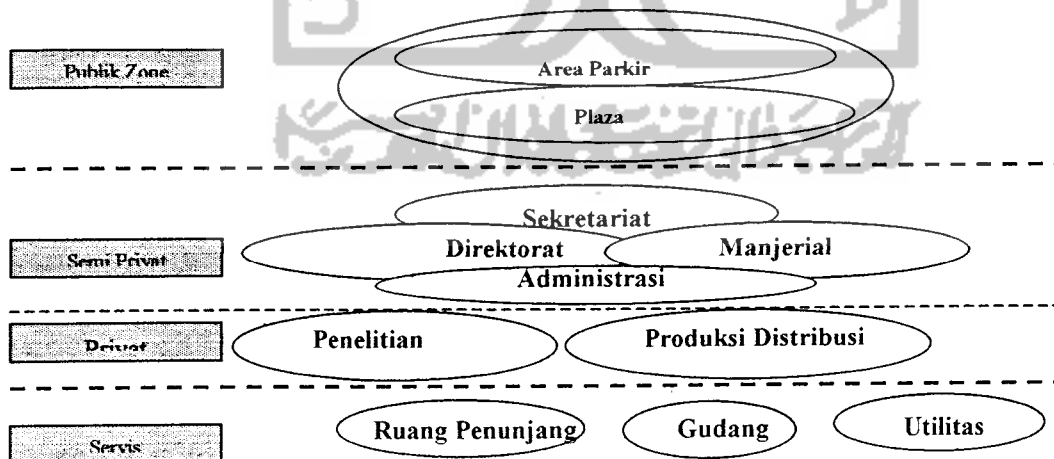 Publik Zone
Area Parkir
Plaza
Sekretariat
Semi Privat
Direktorat
Manjerial
Administrasi
Privat
Penelitian
Produksi Distribusi
Servis
Ruang Penunjang
Gudang
Utilitas